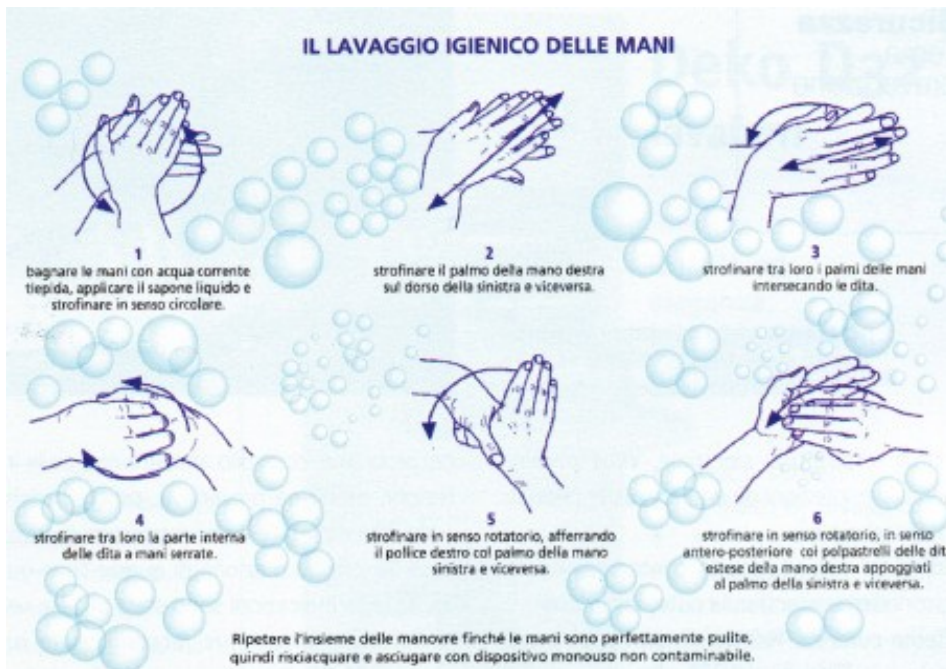 IL LAVAGGIO IGIENICO DELLE MANI
1
bagnare le mani con acqua corrente
tiepida, applicare il sapone liquido e
strofinare in senso circolare.
2
strofinare il palmo della mano destra
sul dorso della sinistra e viceversa.
3
strofinare tra loro i palmi delle mani
intersecando le dita.
4
strofinare tra loro la parte interna
delle dita a mani serrate.
5
strofinare in senso rotatorio, afferrando
il pollice destro col palmo della mano
sinistra e viceversa.
6
strofinare in senso rotatorio, in senso
antero-posteriore coi polpastrelli delle dit
estese della mano destra appoggiati
al palmo della sinistra e viceversa.
Ripetere l'insieme delle manovre finché le mani sono perfettamente pulite,
quindi risciacquare e asciugare con dispositivo monouso non contaminabile.